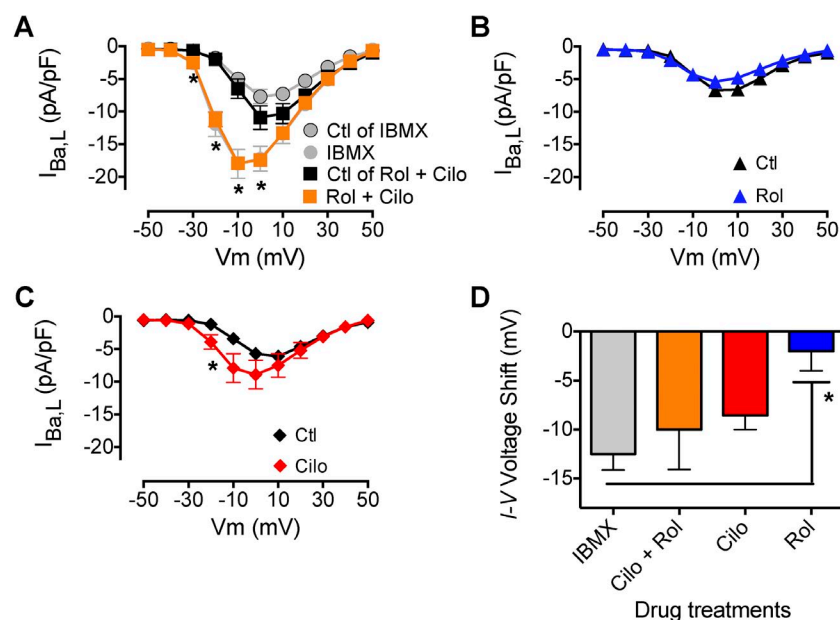 A
0
-5
-10
-15
-20
I Ba,L (pA/pF)
*
*
*
*
Ctl of IBMX
IBMX
Ctl of Rol + Cilo
Rol + Cilo
-50 -30 -10 10 30 50
Vm (mV)
B
0
-5
-10
-15
-20
I Ba,L (pA/pF)
Ctl
Rol
-50 -30 -10 10 30 50
Vm (mV)
C
0
-5
-10
-15
-20
I Ba,L (pA/pF)
*
Ctl
Cilo
-50 -30 -10 10 30 50
Vm (mV)
D
0
-5
-10
-15
I-V Voltage Shift (mV)
*
IBMX
Cilo + Rol
Cilo
Rol
Drug treatments